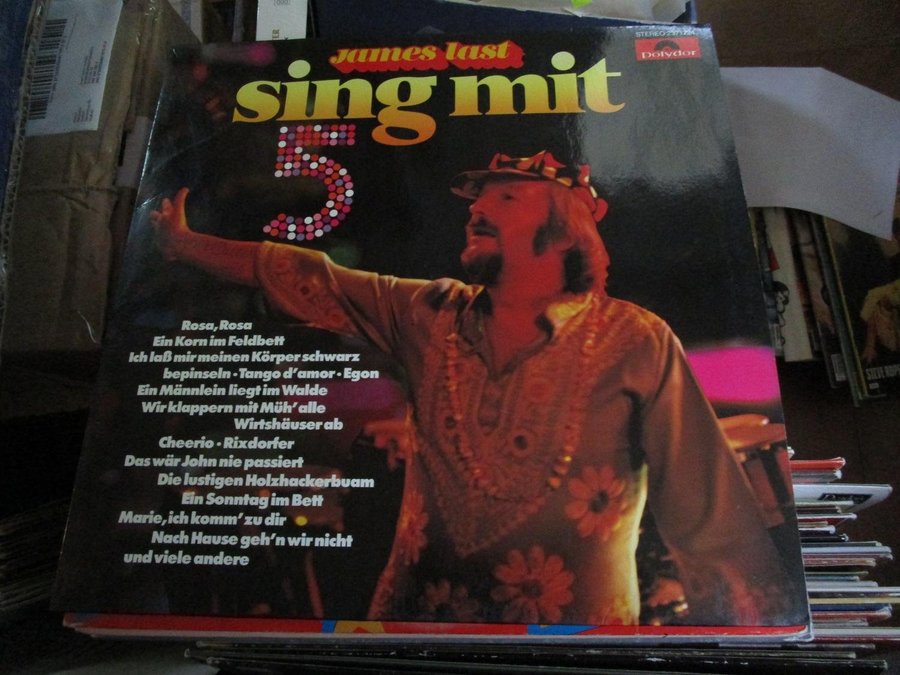 James last
sing mit
5
STEREO
Polydor
Rosa, Rosa
Ein Korn im Feldbett
Ich laß mir meinen Körper schwarz
bepinseln · Tango d'amor · Egon
Ein Männlein liegt im Walde
Wir klappern mit Müh' alle
Wirtshäuser ab
Cheerio · Rixdorfer
Das wär John nie passiert
Die lustigen Holzhackerbuam
Ein Sonntag im Bett
Marie, ich komm' zu dir
Nach Hause geh'n wir nicht
und viele andere